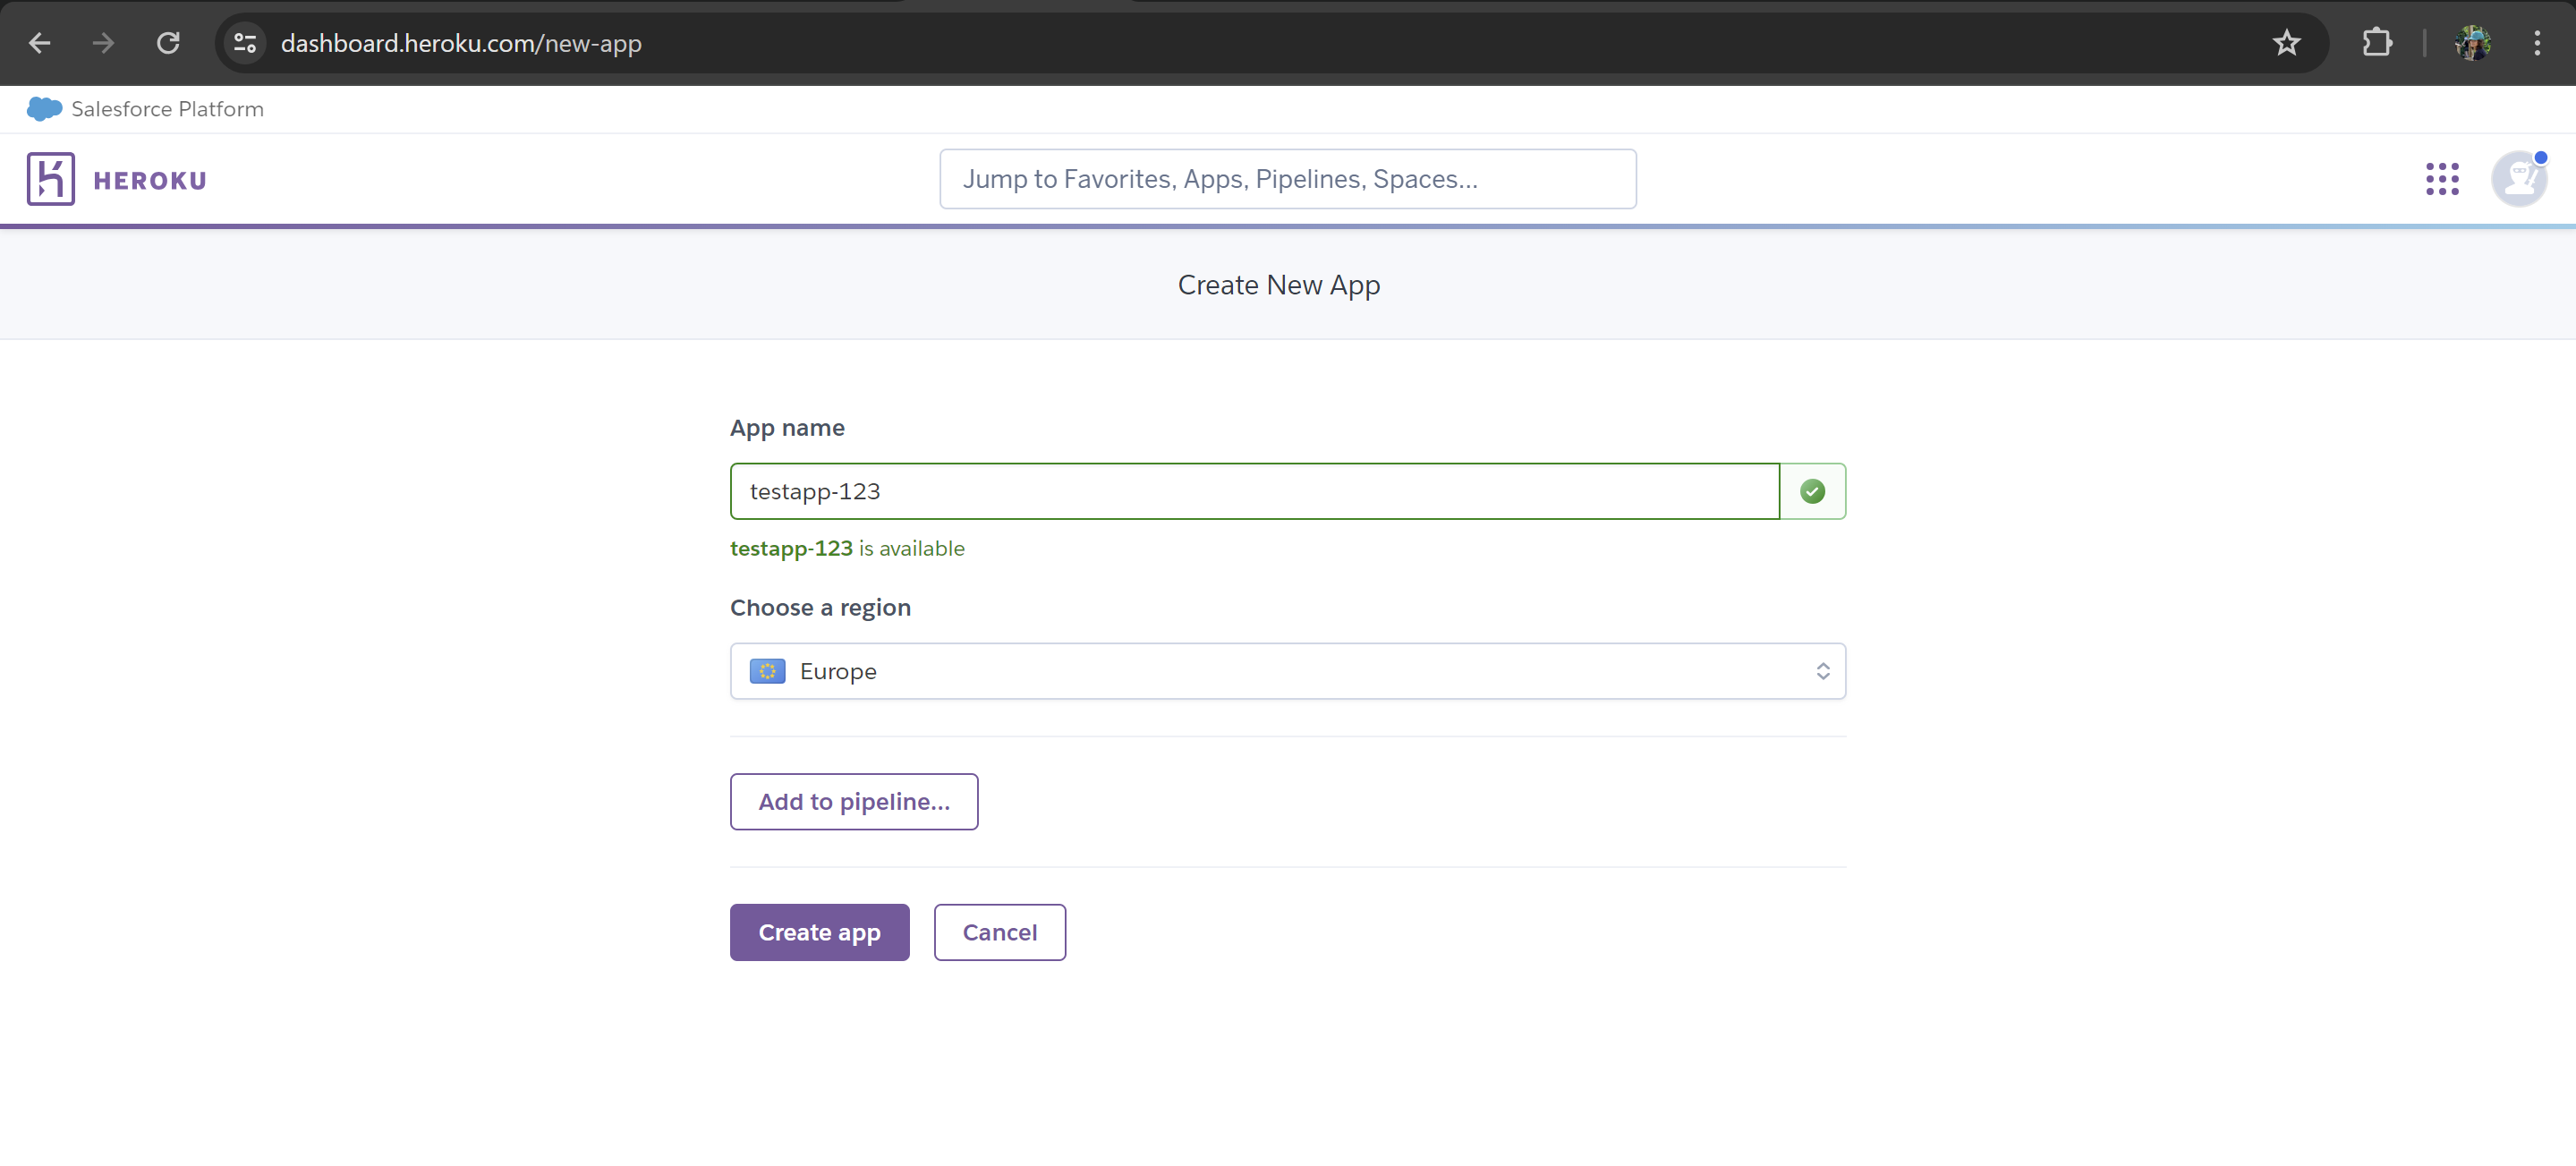 dashboard.heroku.com/new-app
Salesforce Platform
HEROKU
Jump to Favorites, Apps, Pipelines, Spaces...
Create New App
App name
testapp-123
testapp-123 is available
Choose a region
Europe
Add to pipeline...
Create app
Cancel